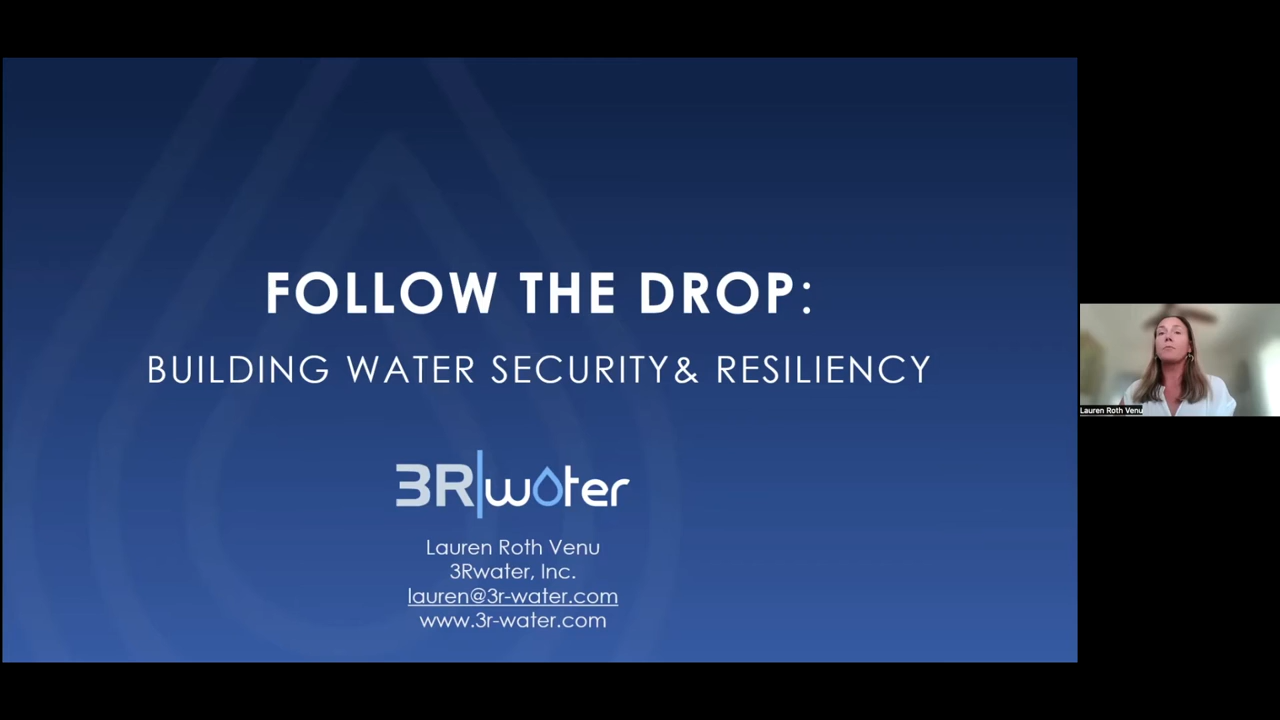 FOLLOW THE DROP:
BUILDING WATER SECURITY& RESILIENCY
3R|water
Lauren Roth Venu
3Rwater, Inc.
lauren@3r-water.com
www.3r-water.com
Lauren Roth Venu